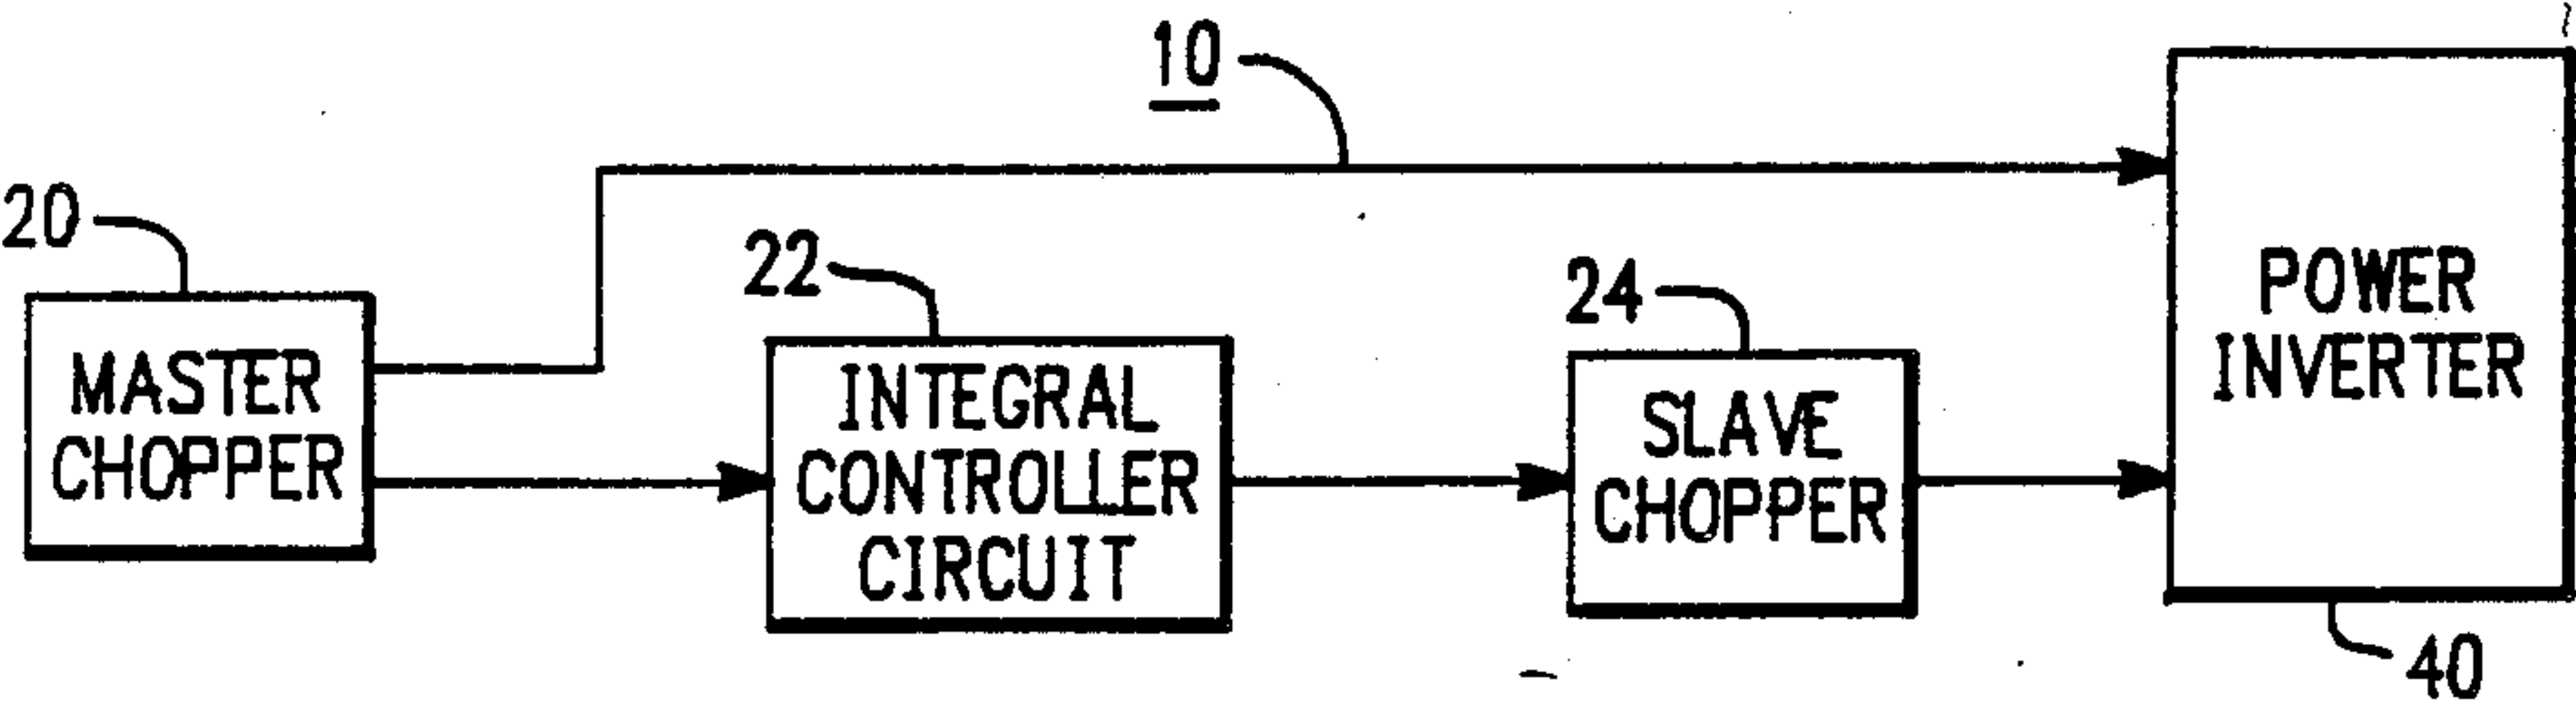 10
20
MASTER
CHOPPER
22
INTEGRAL
CONTROLLER
CIRCUIT
24
SLAVE
CHOPPER
POWER
INVERTER
40